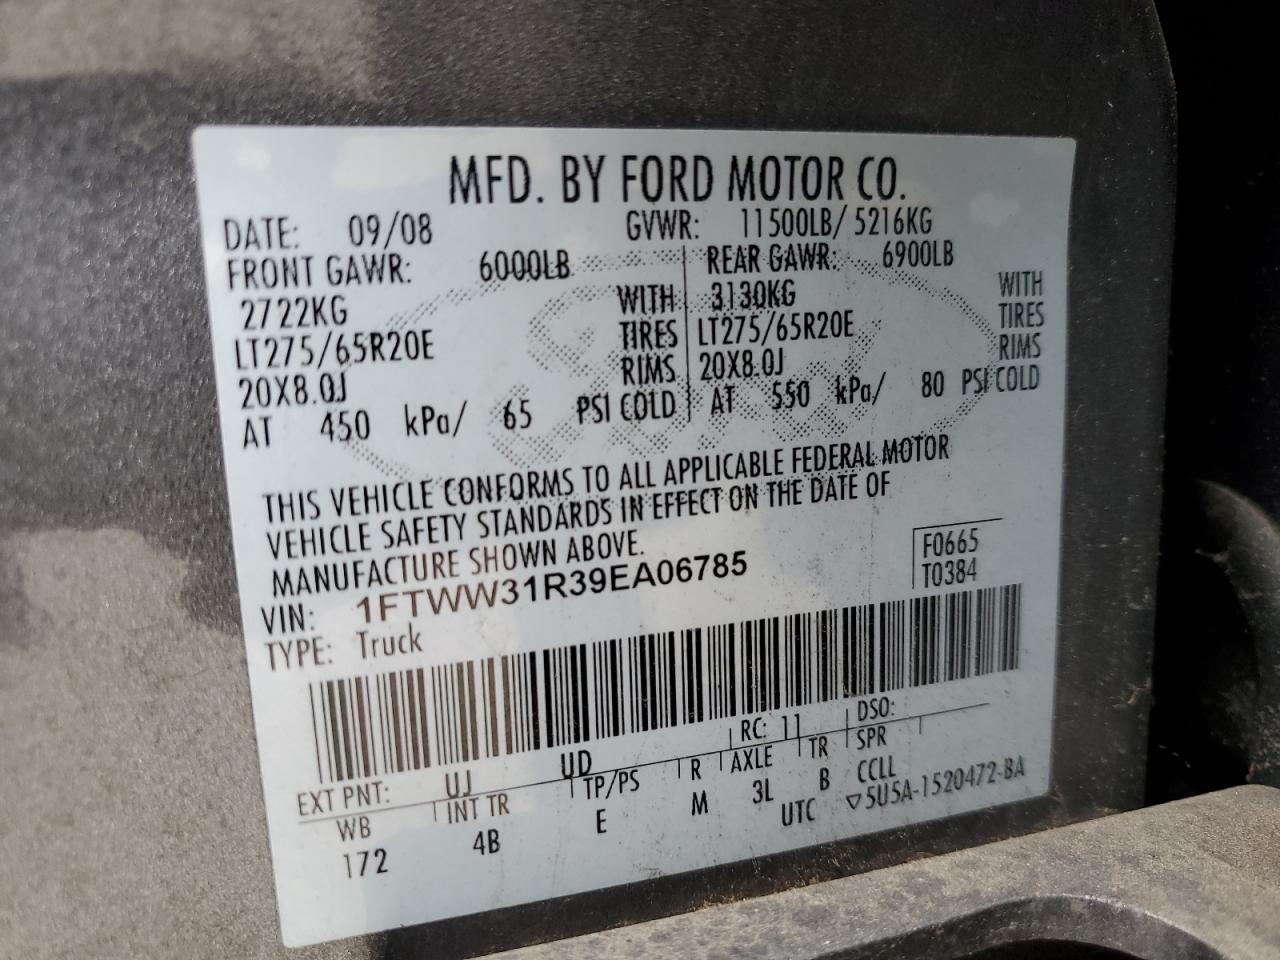 MFD. BY FORD MOTOR CO.
DATE: 09/08 GVWR: 11500LB/ 5216KG
FRONT GAWR: 6000LB REAR GAWR: 6900LB
2722KG WITH 3130KG WITH
LT275/65R20E TIRES LT275/65R20E TIRES
20X8.0J RIMS 20X8.0J RIMS
AT 450 kPa/ 65 PSI COLD AT 550 kPa/ 80 PSI COLD
THIS VEHICLE CONFORMS TO ALL APPLICABLE FEDERAL MOTOR
VEHICLE SAFETY STANDARDS IN EFFECT ON THE DATE OF
MANUFACTURE SHOWN ABOVE.
VIN: 1FTWW31R39EA06785
F0665
T0384
TYPE: Truck
EXT PNT: UJ UD RC: 11 DSO:
WB INT TR TP/PS R AXLE TR SPR
172 4B E M 3L B CCLL
UTC ▽5U5A-1520472-BA